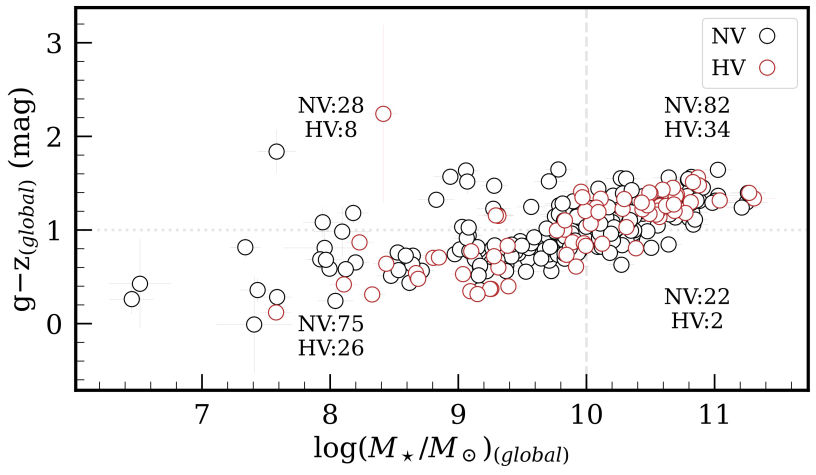 NV
HV
3
2
1
0
NV:28
HV:8
NV:82
HV:34
NV:75
HV:26
NV:22
HV:2
7
8
9
10
11
g−z(global) (mag)
log(M⋆/M⊙)(global)